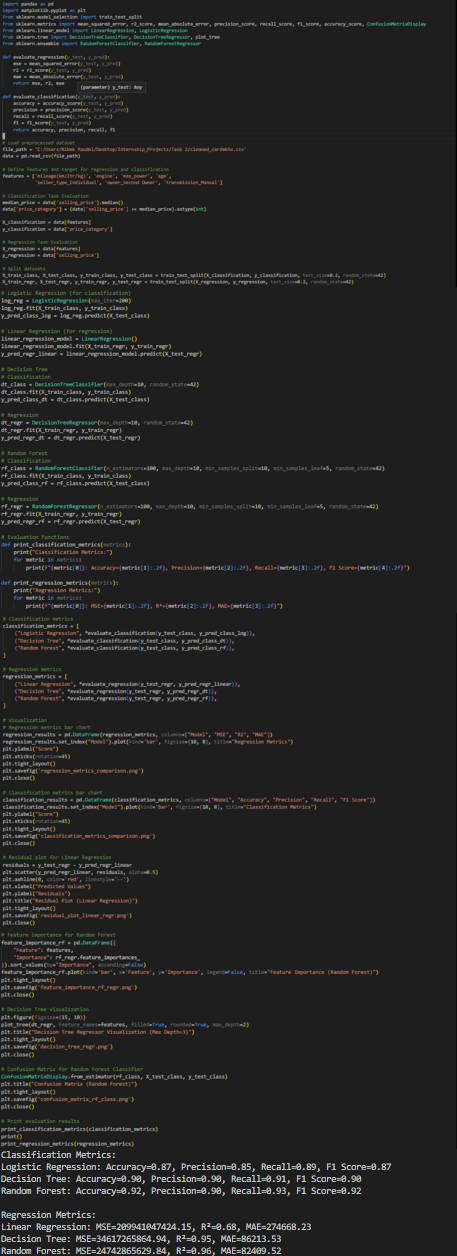 import pandas as pd
import matplotlib.pyplot as plt
from sklearn.model_selection import train_test_split
from sklearn.metrics import mean_squared_error, r2_score, mean_absolute_error, precision_score, recall_score, f1_score, accuracy_score, ConfusionMatrixDisplay
from sklearn.linear_model import LinearRegression, LogisticRegression
from sklearn.tree import DecisionTreeClassifier, DecisionTreeRegressor, plot_tree
from sklearn.ensemble import RandomForestClassifier, RandomForestRegressor
def evaluate_regression(y_test, y_pred):
mse = mean_squared_error(y_test, y_pred)
r2 = r2_score(y_test, y_pred)
mae = mean_absolute_error(y_test, y_pred)
return mse, r2, mae
(parameter) y_test: Any
def evaluate_classification(y_test, y_pred):
accuracy = accuracy_score(y_test, y_pred)
precision = precision_score(y_test, y_pred)
recall = recall_score(y_test, y_pred)
f1 = f1_score(y_test, y_pred)
return accuracy, precision, recall, f1
# Load preprocessed dataset
file_path = 'C:/Users/Bibek Paudel/Desktop/Internship_Projects/Task 1/cleaned_cardekho.csv'
data = pd.read_csv(file_path)
# Define features and target for regression and classification
features = ['mileage(km/ltr/kg)', 'engine', 'max_power', 'age',
'seller_type_Individual', 'owner_Second Owner', 'transmission_Manual']
# Classification Task Evaluation
median_price = data['selling_price'].median()
data['price_category'] = (data['selling_price'] >= median_price).astype(int)
X_classification = data[features]
y_classification = data['price_category']
# Regression Task Evaluation
X_regression = data[features]
y_regression = data['selling_price']
# Split datasets
X_train_class, X_test_class, y_train_class, y_test_class = train_test_split(X_classification, y_classification, test_size=0.2, random_state=42)
X_train_regr, X_test_regr, y_train_regr, y_test_regr = train_test_split(X_regression, y_regression, test_size=0.2, random_state=42)
# Logistic Regression (for classification)
log_reg = LogisticRegression(max_iter=200)
log_reg.fit(X_train_class, y_train_class)
y_pred_class_log = log_reg.predict(X_test_class)
# Linear Regression (for regression)
linear_regression_model = LinearRegression()
linear_regression_model.fit(X_train_regr, y_train_regr)
y_pred_regr_linear = linear_regression_model.predict(X_test_regr)
# Decision Tree
# Classification
dt_class = DecisionTreeClassifier(max_depth=10, random_state=42)
dt_class.fit(X_train_class, y_train_class)
y_pred_class_dt = dt_class.predict(X_test_class)
# Regression
dt_regr = DecisionTreeRegressor(max_depth=10, random_state=42)
dt_regr.fit(X_train_regr, y_train_regr)
y_pred_regr_dt = dt_regr.predict(X_test_regr)
# Random Forest
# Classification
rf_class = RandomForestClassifier(n_estimators=100, max_depth=10, min_samples_split=10, min_samples_leaf=5, random_state=42)
rf_class.fit(X_train_class, y_train_class)
y_pred_class_rf = rf_class.predict(X_test_class)
# Regression
rf_regr = RandomForestRegressor(n_estimators=100, max_depth=10, min_samples_split=10, min_samples_leaf=5, random_state=42)
rf_regr.fit(X_train_regr, y_train_regr)
y_pred_regr_rf = rf_regr.predict(X_test_regr)
# Evaluation Functions
def print_classification_metrics(metrics):
print("Classification Metrics:")
for metric in metrics:
print(f"{metric[0]}: Accuracy={metric[1]:.2f}, Precision={metric[2]:.2f}, Recall={metric[3]:.2f}, F1 Score={metric[4]:.2f}")
def print_regression_metrics(metrics):
print("Regression Metrics:")
for metric in metrics:
print(f"{metric[0]}: MSE={metric[1]:.2f}, R²={metric[2]:.2f}, MAE={metric[3]:.2f}")
# Classification metrics
classification_metrics = [
("Logistic Regression", *evaluate_classification(y_test_class, y_pred_class_log)),
("Decision Tree", *evaluate_classification(y_test_class, y_pred_class_dt)),
("Random Forest", *evaluate_classification(y_test_class, y_pred_class_rf)),
]
# Regression metrics
regression_metrics = [
("Linear Regression", *evaluate_regression(y_test_regr, y_pred_regr_linear)),
("Decision Tree", *evaluate_regression(y_test_regr, y_pred_regr_dt)),
("Random Forest", *evaluate_regression(y_test_regr, y_pred_regr_rf)),
]
# Visualization
# Regression metrics bar chart
regression_results = pd.DataFrame(regression_metrics, columns=["Model", "MSE", "R2", "MAE"])
regression_results.set_index("Model").plot(kind='bar', figsize=(10, 8), title="Regression Metrics")
plt.ylabel("Score")
plt.xticks(rotation=45)
plt.tight_layout()
plt.savefig('regression_metrics_comparison.png')
plt.close()
# Classification metrics bar chart
classification_results = pd.DataFrame(classification_metrics, columns=["Model", "Accuracy", "Precision", "Recall", "F1 Score"])
classification_results.set_index("Model").plot(kind='bar', figsize=(10, 8), title="Classification Metrics")
plt.ylabel("Score")
plt.xticks(rotation=45)
plt.tight_layout()
plt.savefig('classification_metrics_comparison.png')
plt.close()
# Residual plot for Linear Regression
residuals = y_test_regr - y_pred_regr_linear
plt.scatter(y_pred_regr_linear, residuals, alpha=0.5)
plt.axhline(0, color='red', linestyle='--')
plt.xlabel("Predicted Values")
plt.ylabel("Residuals")
plt.title("Residual Plot (Linear Regression)")
plt.tight_layout()
plt.savefig('residual_plot_linear_regr.png')
plt.close()
# Feature importance for Random Forest
feature_importance_rf = pd.DataFrame({
"Feature": features,
"Importance": rf_regr.feature_importances_
}).sort_values(by="Importance", ascending=False)
feature_importance_rf.plot(kind='bar', x='Feature', y='Importance', legend=False, title="Feature Importance (Random Forest)")
plt.tight_layout()
plt.savefig('feature_importance_rf_regr.png')
plt.close()
# Decision Tree visualization
plt.figure(figsize=(15, 10))
plot_tree(dt_regr, feature_names=features, filled=True, rounded=True, max_depth=2)
plt.title("Decision Tree Regressor Visualization (Max Depth=3)")
plt.tight_layout()
plt.savefig('decision_tree_regr.png')
plt.close()
# Confusion Matrix for Random Forest Classifier
ConfusionMatrixDisplay.from_estimator(rf_class, X_test_class, y_test_class)
plt.title("Confusion Matrix (Random Forest)")
plt.tight_layout()
plt.savefig('confusion_matrix_rf_class.png')
plt.close()
# Print evaluation results
print_classification_metrics(classification_metrics)
print()
print_regression_metrics(regression_metrics)
Classification Metrics:
Logistic Regression: Accuracy=0.87, Precision=0.85, Recall=0.89, F1 Score=0.87
Decision Tree: Accuracy=0.90, Precision=0.90, Recall=0.91, F1 Score=0.90
Random Forest: Accuracy=0.92, Precision=0.90, Recall=0.93, F1 Score=0.92
Regression Metrics:
Linear Regression: MSE=209941047424.15, R²=0.68, MAE=274668.23
Decision Tree: MSE=34617265864.94, R²=0.95, MAE=86213.53
Random Forest: MSE=24742865629.84, R²=0.96, MAE=82409.52